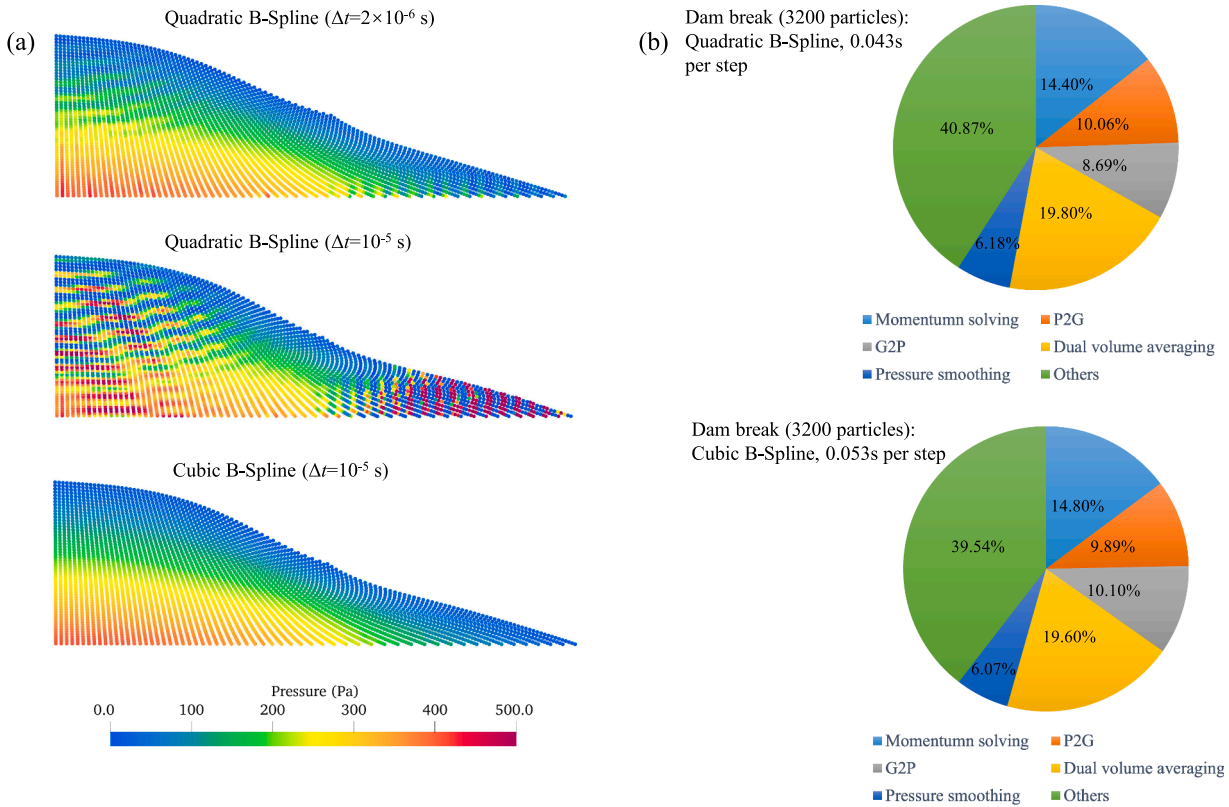 (a)
Quadratic B-Spline (Δt=2×10⁻⁶ s)
Quadratic B-Spline (Δt=10⁻⁵ s)
Cubic B-Spline (Δt=10⁻⁵ s)
Pressure (Pa)
0.0 100 200 300 400 500.0
(b)
Dam break (3200 particles):
Quadratic B-Spline, 0.043s
per step
14.40%
10.06%
8.69%
19.80%
6.18%
40.87%
Momentumn solving P2G
G2P Dual volume averaging
Pressure smoothing Others
Dam break (3200 particles):
Cubic B-Spline, 0.053s per step
14.80%
9.89%
10.10%
19.60%
6.07%
39.54%
Momentumn solving P2G
G2P Dual volume averaging
Pressure smoothing Others